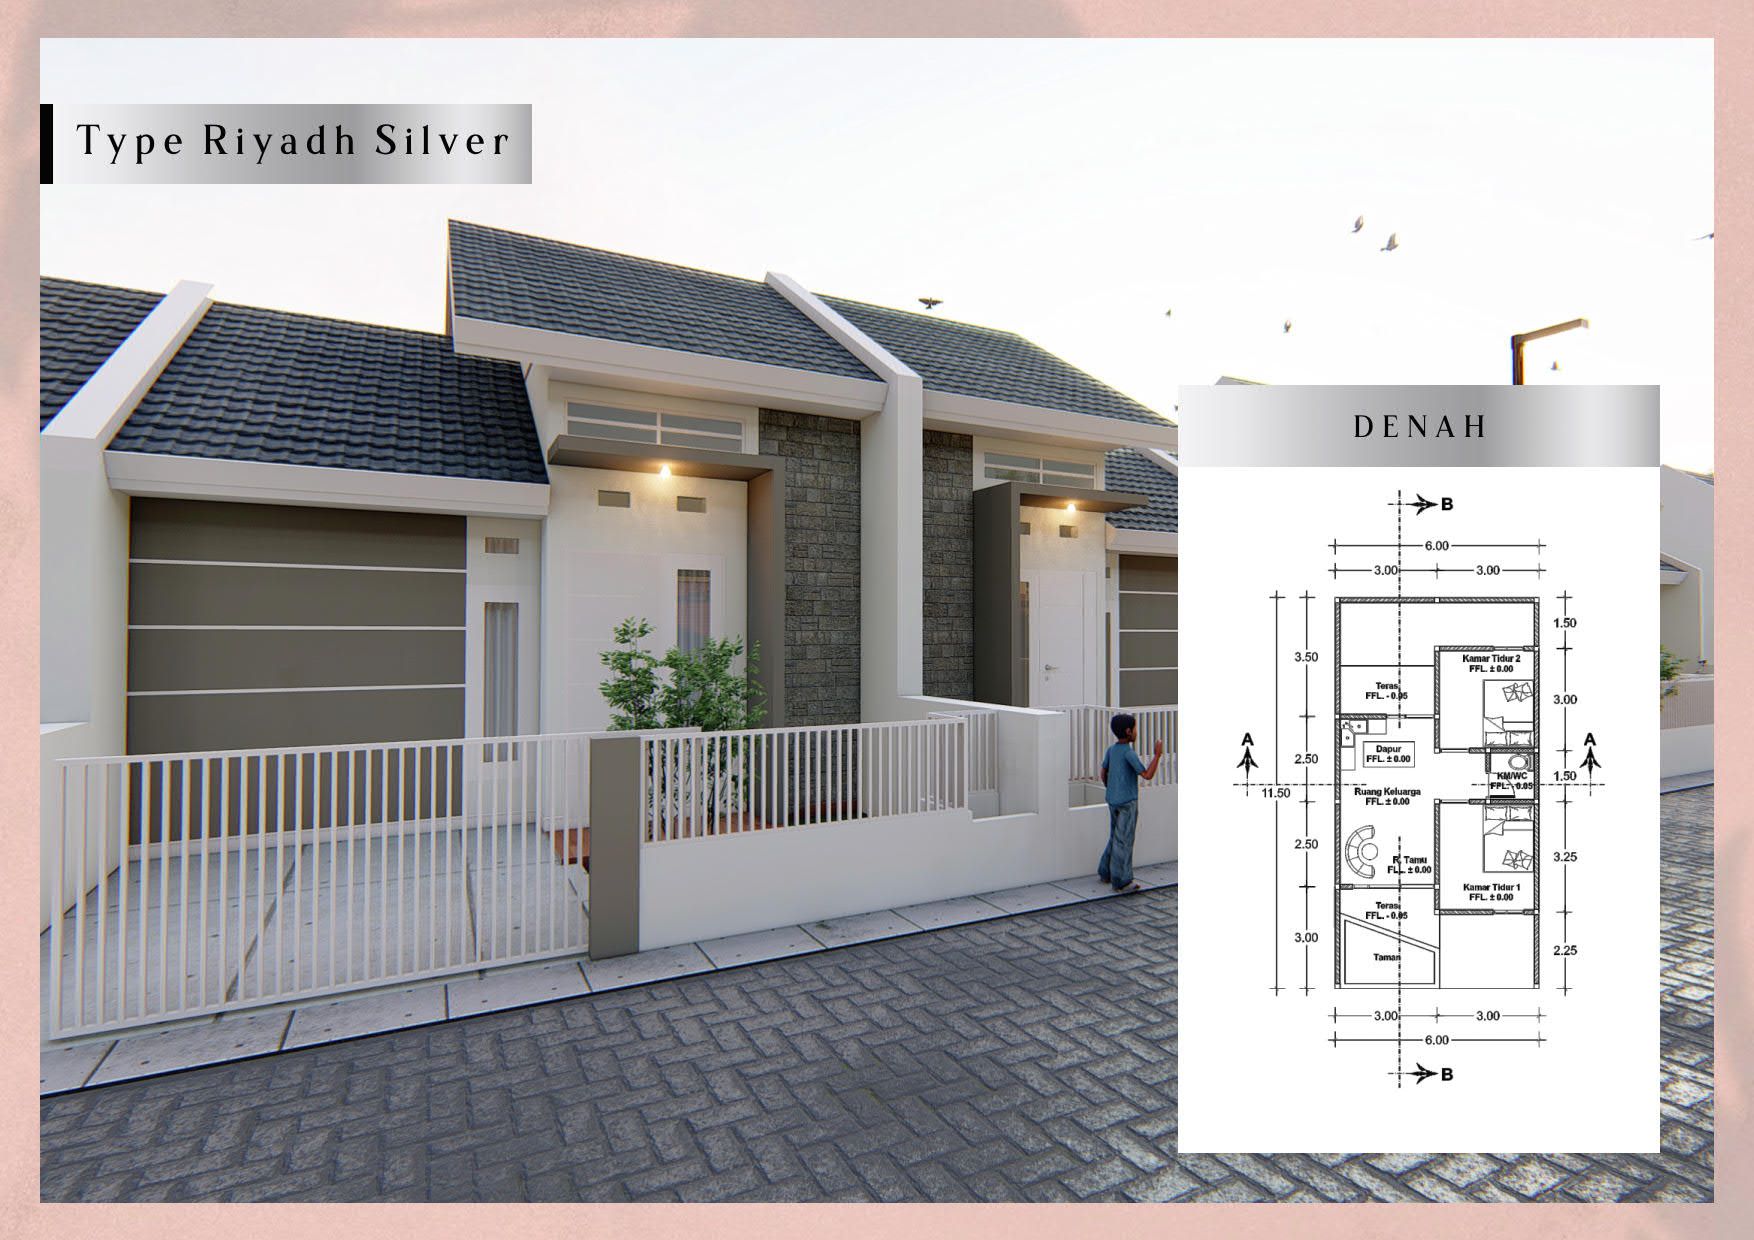 Type Riyadh Silver
DENAH
B
6.00
3.00 3.00
1.50
3.50
Kamar Tidur 2
FFL. ± 0.00
Teras
FFL. - 0.05
3.00
A
A
Dapur
FFL. ± 0.00
2.50
KM/WC
FFL. - 0.05
1.50
11.50
Ruang Keluarga
FFL. ± 0.00
2.50
R. Tamu
FLL. ± 0.00
3.25
Kamar Tidur 1
FFL. ± 0.00
Teras
FFL. - 0.05
3.00
2.25
Taman
3.00 3.00
6.00
B